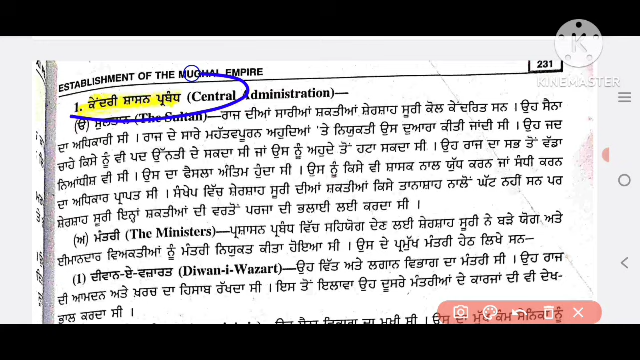 ESTABLISHMENT OF THE MUGHAL EMPIRE
231
K
KINEMASTER
1. ਕੇਂਦਰੀ ਸ਼ਾਸਨ ਪ੍ਰਬੰਧ (Central Administration)—
(ੳ) ਸੁਲਤਾਨ (The Sultan)— ਰਾਜ ਦੀਆਂ ਸਾਰੀਆਂ ਸ਼ਕਤੀਆਂ ਸ਼ੇਰਸ਼ਾਹ ਸੂਰੀ ਕੋਲ ਕੇਂਦਰਿਤ ਸਨ । ਉਹ ਸੈਨਾ
ਦਾ ਅਧਿਕਾਰੀ ਸੀ । ਰਾਜ ਦੇ ਸਾਰੇ ਮਹੱਤਵਪੂਰਨ ਅਹੁਦਿਆਂ 'ਤੇ ਨਿਯੁਕਤੀ ਉਸ ਦੁਆਰਾ ਕੀਤੀ ਜਾਂਦੀ ਸੀ । ਉਹ ਜਦ
ਚਾਹੇ ਕਿਸੇ ਨੂੰ ਵੀ ਪਦ ਉੱਨਤੀ ਦੇ ਸਕਦਾ ਸੀ ਜਾਂ ਉਸ ਨੂੰ ਅਹੁਦੇ ਤੋਂ ਹਟਾ ਸਕਦਾ ਸੀ । ਉਹ ਰਾਜ ਦਾ ਸਭ ਤੋਂ ਵੱਡਾ
ਨਿਆਂਧੀਸ਼ ਵੀ ਸੀ । ਉਸ ਦਾ ਫੈਸਲਾ ਅੰਤਿਮ ਹੁੰਦਾ ਸੀ । ਉਸ ਨੂੰ ਕਿਸੇ ਵੀ ਸ਼ਾਸਕ ਨਾਲ ਯੁੱਧ ਕਰਨ ਜਾਂ ਸੰਧੀ ਕਰਨ
ਦਾ ਅਧਿਕਾਰ ਪ੍ਰਾਪਤ ਸੀ । ਸੰਖੇਪ ਵਿੱਚ ਸ਼ੇਰਸ਼ਾਹ ਸੂਰੀ ਦੀਆਂ ਸ਼ਕਤੀਆਂ ਕਿਸੇ ਤਾਨਾਸ਼ਾਹ ਨਾਲੋਂ ਘੱਟ ਨਹੀਂ ਸਨ ਪਰ
ਸ਼ੇਰਸ਼ਾਹ ਸੂਰੀ ਇਨ੍ਹਾਂ ਸ਼ਕਤੀਆਂ ਦੀ ਵਰਤੋਂ ਪਰਜਾ ਦੀ ਭਲਾਈ ਲਈ ਕਰਦਾ ਸੀ ।
(ਅ) ਮੰਤਰੀ (The Ministers)— ਪ੍ਰਸ਼ਾਸਨ ਪ੍ਰਬੰਧ ਵਿੱਚ ਸਹਿਯੋਗ ਦੇਣ ਲਈ ਸ਼ੇਰਸ਼ਾਹ ਸੂਰੀ ਨੇ ਬੜੇ ਯੋਗ ਅਤੇ
ਈਮਾਨਦਾਰ ਵਿਅਕਤੀਆਂ ਨੂੰ ਮੰਤਰੀ ਨਿਯੁਕਤ ਕੀਤਾ ਹੋਇਆ ਸੀ । ਉਸ ਦੇ ਪ੍ਰਮੁੱਖ ਮੰਤਰੀ ਹੇਠ ਲਿਖੇ ਸਨ—
(1) ਦੀਵਾਨ-ਏ-ਵਜ਼ਾਰਤ (Diwan-i-Wazart)— ਉਹ ਵਿੱਤ ਅਤੇ ਲਗਾਨ ਵਿਭਾਗ ਦਾ ਮੰਤਰੀ ਸੀ । ਉਹ ਰਾਜ
ਦੀ ਆਮਦਨ ਅਤੇ ਖ਼ਰਚ ਦਾ ਹਿਸਾਬ ਰੱਖਦਾ ਸੀ । ਇਸ ਤੋਂ ਇਲਾਵਾ ਉਹ ਦੂਸਰੇ ਮੰਤਰੀਆਂ ਦੇ ਕਾਰਜਾਂ ਦੀ ਵੀ ਦੇਖ-
ਭਾਲ ਕਰਦਾ ਸੀ ।
ਉਹ ਸੈਨਾ ਵਿਭਾਗ ਦਾ ਮੁਖੀ ਸੀ । ਉਸ ਦਾ ਮੁੱਖ ਕੰਮ ਸੈਨਿਕਾਂ ਨੂੰ